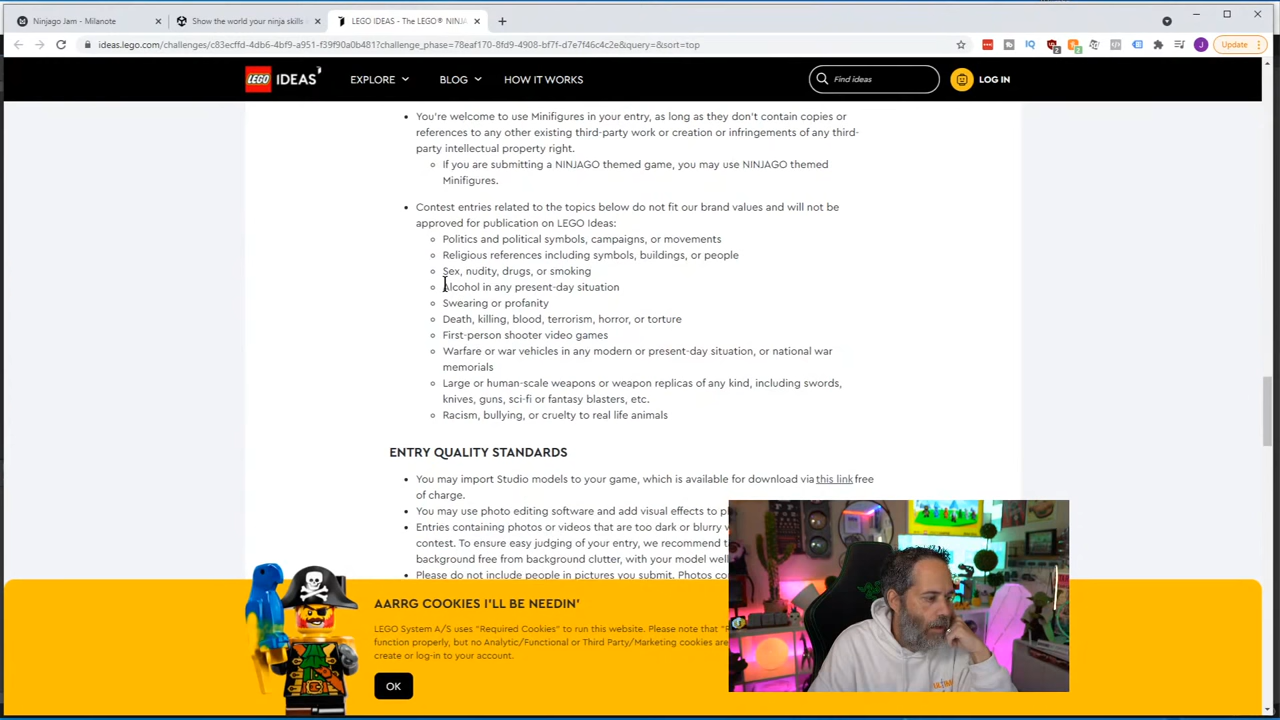 Ninjago Jam - Milanote
Show the world your ninja skills
LEGO IDEAS - The LEGO® NINJA
ideas.lego.com/challenges/c83ecffd-4db6-4bb1-a951-f39f90a0b481?challenge_phase=78eaf170-8fd9-4908-bf7f-d7e7f46c4c2e&query=&sort=top
Update
LEGO IDEAS
EXPLORE
BLOG
HOW IT WORKS
Find ideas
LOG IN
• You're welcome to use Minifigures in your entry, as long as they don't contain copies or
references to any other existing third-party work or creation or infringements of any third-
party intellectual property right.
If you are submitting a NINJAGO themed game, you may use NINJAGO themed
Minifigures.
• Contest entries related to the topics below do not fit our brand values and will not be
approved for publication on LEGO Ideas:
Politics and political symbols, campaigns, or movements
Religious references including symbols, buildings, or people
Sex, nudity, drugs, or smoking
Alcohol in any present-day situation
Swearing or profanity
Death, killing, blood, terrorism, horror, or torture
First-person shooter video games
Warfare or war vehicles in any modern or present-day situation, or national war
memorials
Large or human-scale weapons or weapon replicas of any kind, including swords,
knives, guns, sci-fi or fantasy blasters, etc.
Racism, bullying, or cruelty to real life animals
ENTRY QUALITY STANDARDS
• You may import Studio models to your game, which is available for download via this link free
of charge.
• You may use photo editing software and add visual effects to
• Entries containing photos or videos that are too dark or blurry
contest. To ensure easy judging of your entry, we recommend
background free from background clutter, with your model
• Please do not include people in pictures you submit. Photos
AARRG COOKIES I'LL BE NEEDIN'
LEGO System A/S uses "Required Cookies" to run this website. Please note that
function properly, but no Analytic/Functional or Third Party/Marketing cookies are
create or log-in to your account.
OK